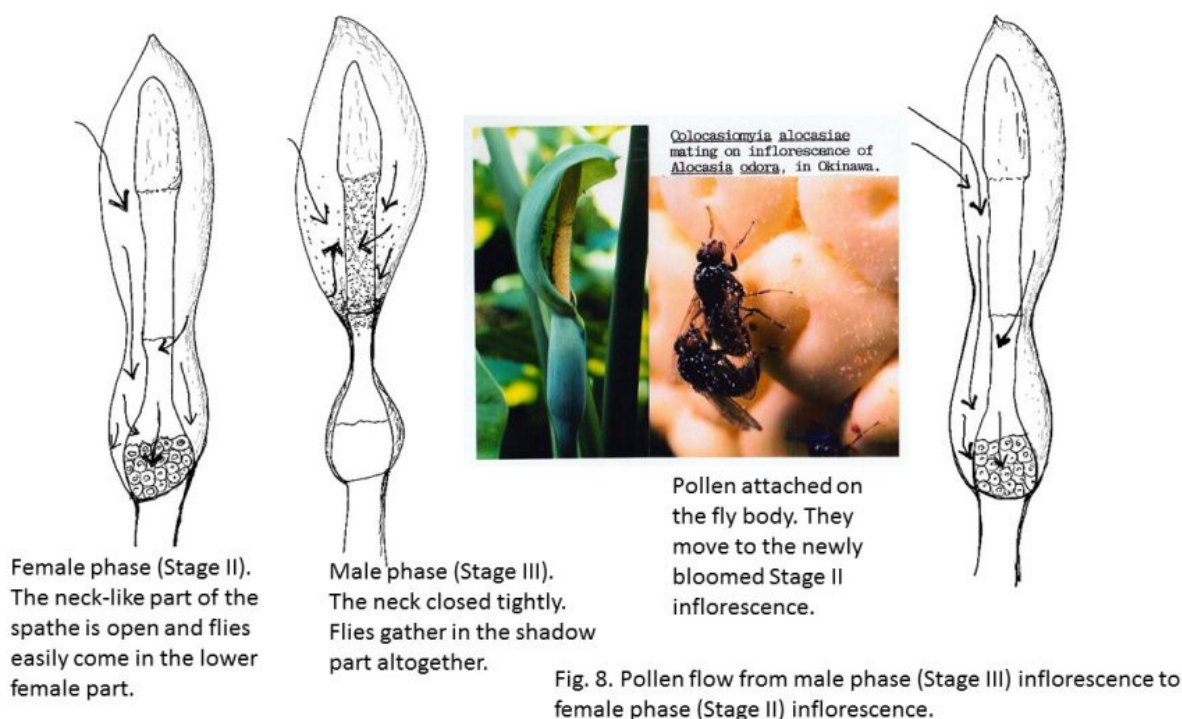 Colocasiomyia alocasiae
mating on inflorescence of
Alocasia odora, in Okinawa.
Pollen attached on
the fly body. They
move to the newly
bloomed Stage II
inflorescence.
Female phase (Stage II).
The neck-like part of the
spathe is open and flies
easily come in the lower
female part.
Male phase (Stage III).
The neck closed tightly.
Flies gather in the shadow
part altogether.
Fig. 8. Pollen flow from male phase (Stage III) inflorescence to
female phase (Stage II) inflorescence.